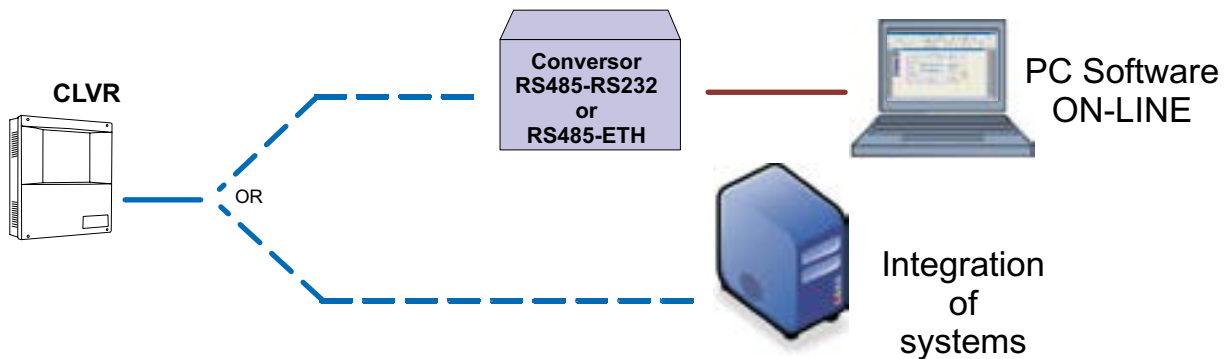 CLVR
Conversor
RS485-RS232
or
RS485-ETH
PC Software
ON-LINE
OR
Integration
of
systems